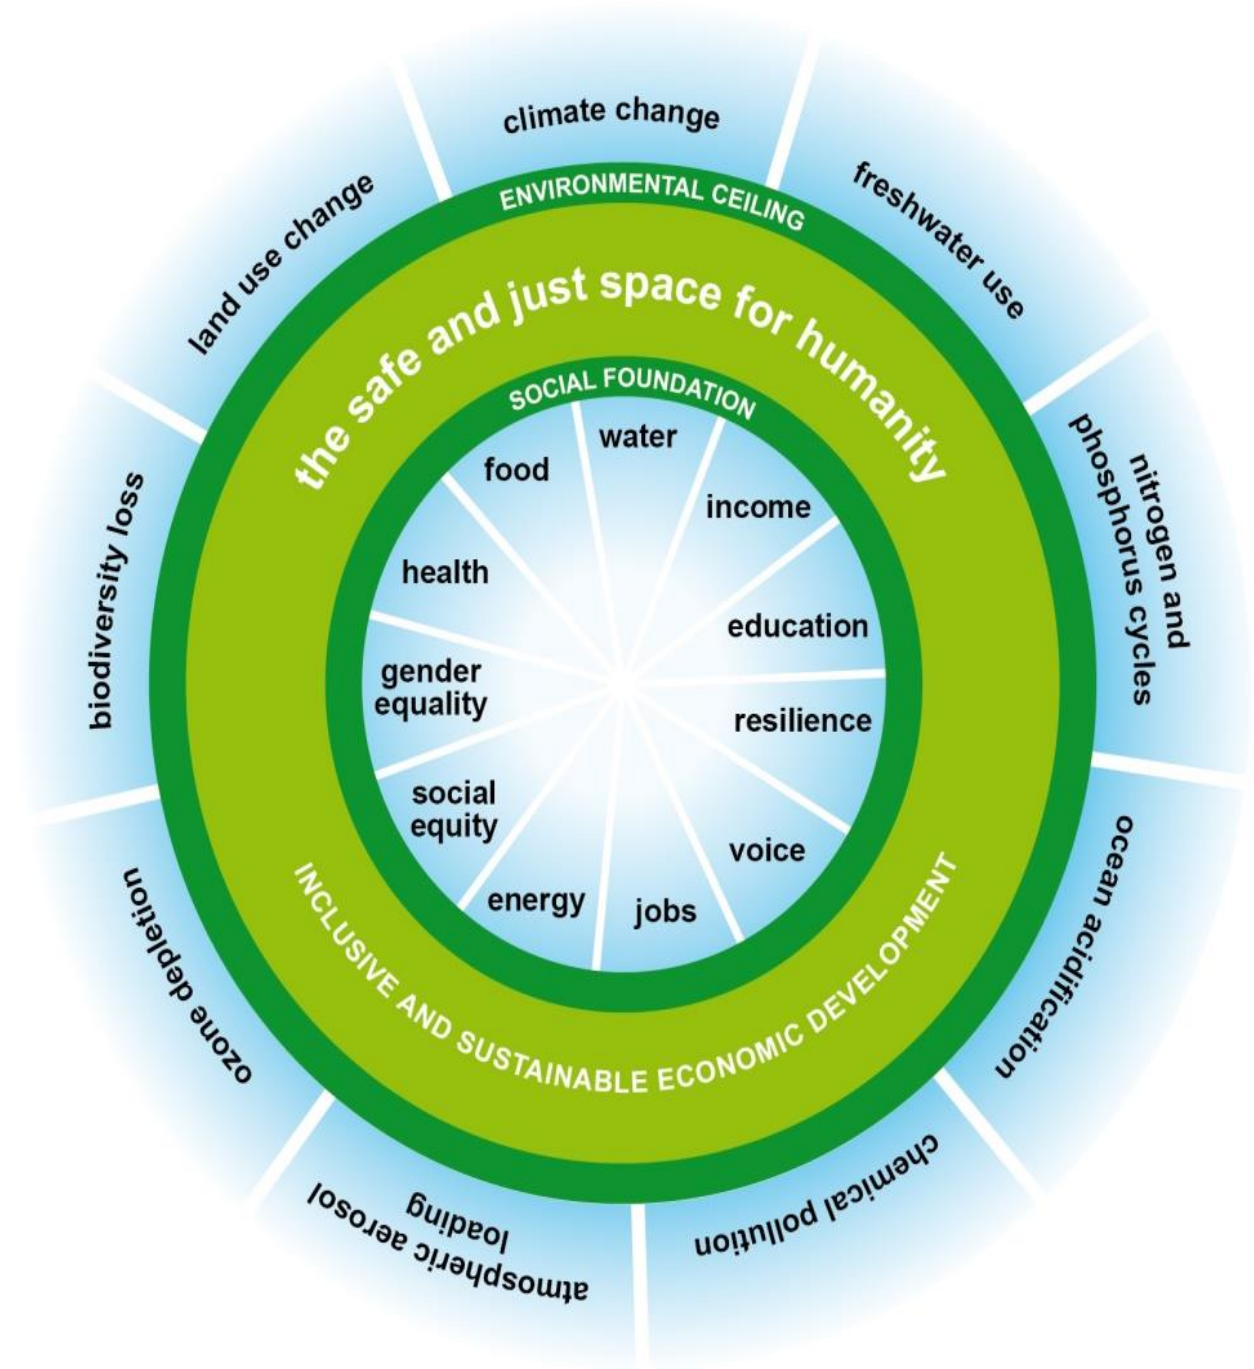 climate change
freshwater use
nitrogen and
phosphorus cycles
ocean acidification
chemical pollution
atmospheric aerosol
loading
ozone depletion
biodiversity loss
land use change
ENVIRONMENTAL CEILING
the safe and just space for humanity
SOCIAL FOUNDATION
water
income
education
resilience
voice
jobs
energy
social
equity
gender
equality
health
food
INCLUSIVE AND SUSTAINABLE ECONOMIC DEVELOPMENT